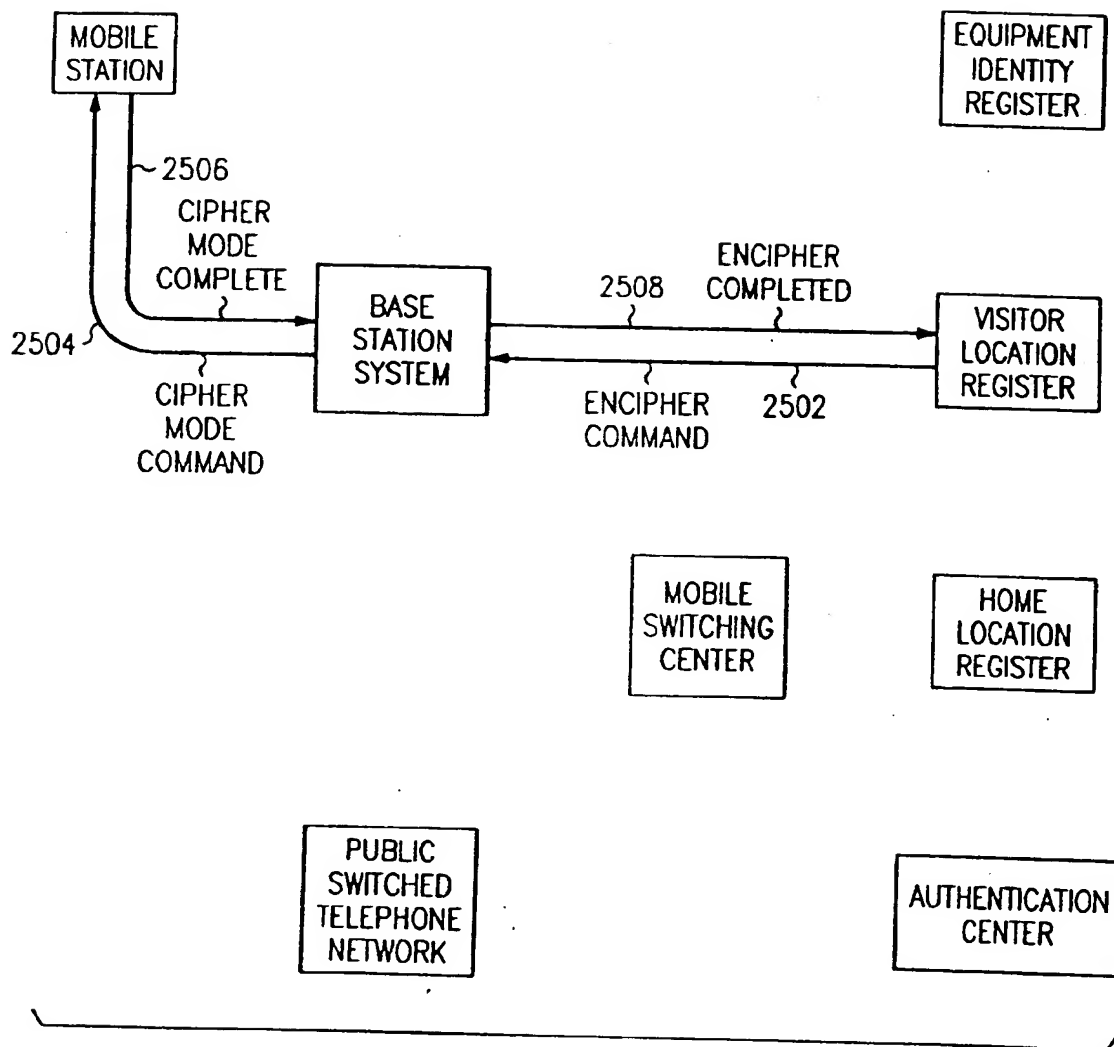 MOBILE
STATION
EQUIPMENT
IDENTITY
REGISTER
2506
CIPHER
MODE
COMPLETE
2504
CIPHER
MODE
COMMAND
BASE
STATION
SYSTEM
2508
ENCIPHER
COMPLETED
ENCIPHER
COMMAND
2502
VISITOR
LOCATION
REGISTER
MOBILE
SWITCHING
CENTER
HOME
LOCATION
REGISTER
PUBLIC
SWITCHED
TELEPHONE
NETWORK
AUTHENTICATION
CENTER